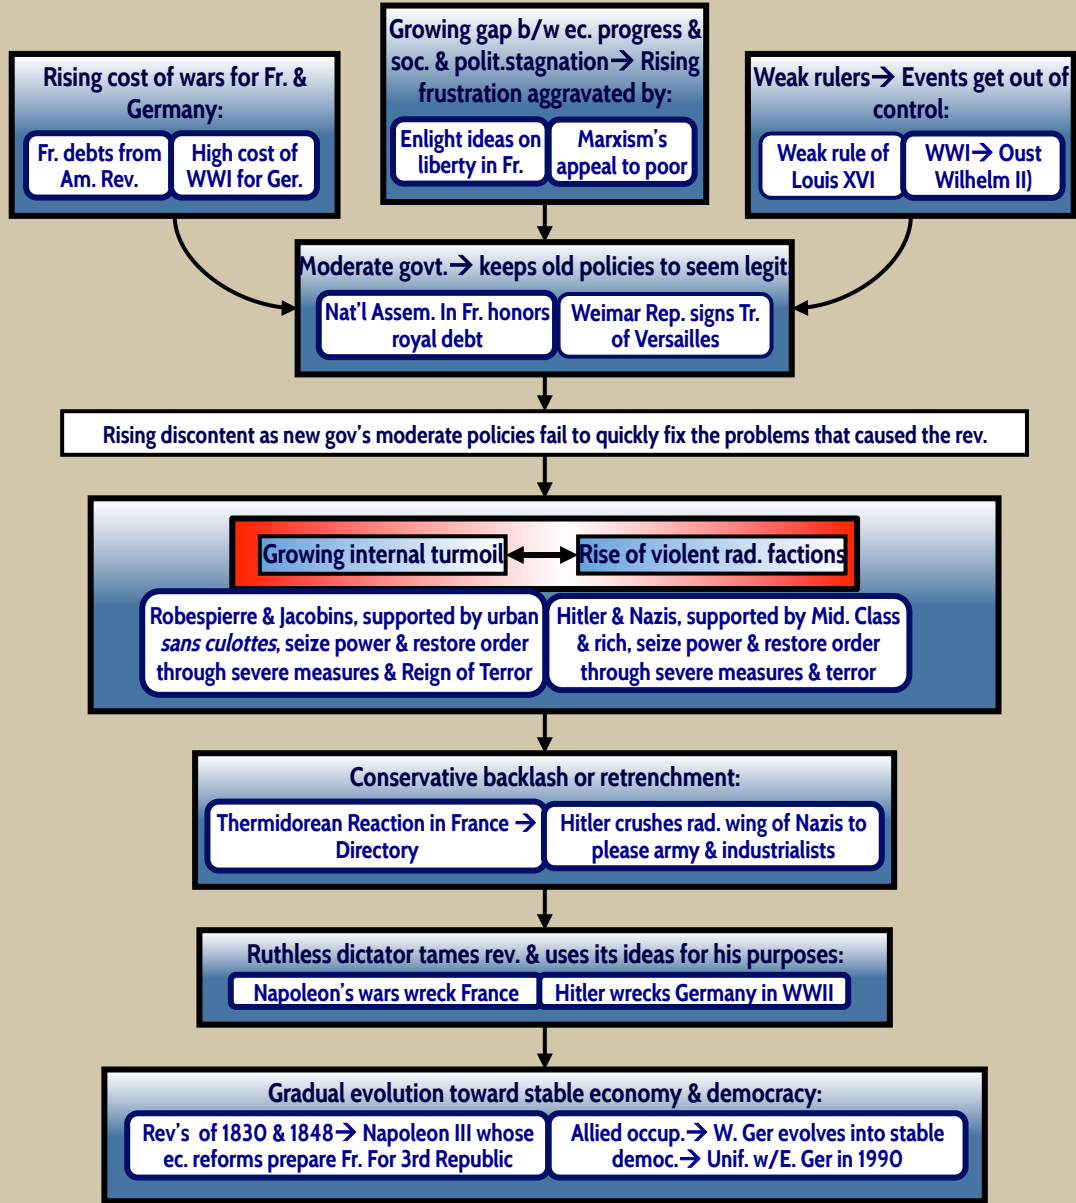 Rising cost of wars for Fr. &
Germany:
Fr. debts from
Am. Rev.
High cost of
WWI for Ger.
Growing gap b/w ec. progress &
soc. & polit.stagnation→ Rising
frustration aggravated by:
Enlight ideas on
liberty in Fr.
Marxism's
appeal to poor
Weak rulers→ Events get out of
control:
Weak rule of
Louis XVI
WWI→ Oust
Wilhelm II)
Moderate govt.→ keeps old policies to seem legit.
Nat'l Assem. In Fr. honors
royal debt
Weimar Rep. signs Tr.
of Versailles
Rising discontent as new gov's moderate policies fail to quickly fix the problems that caused the rev.
Growing internal turmoil
Rise of violent rad. factions
Robespierre & Jacobins, supported by urban
sans culottes, seize power & restore order
through severe measures & Reign of Terror
Hitler & Nazis, supported by Mid. Class
& rich, seize power & restore order
through severe measures & terror
Conservative backlash or retrenchment:
Thermidorean Reaction in France →
Directory
Hitler crushes rad. wing of Nazis to
please army & industrialists
Ruthless dictator tames rev. & uses its ideas for his purposes:
Napoleon's wars wreck France
Hitler wrecks Germany in WWII
Gradual evolution toward stable economy & democracy:
Rev's of 1830 & 1848→ Napoleon III whose
ec. reforms prepare Fr. For 3rd Republic
Allied occup.→ W. Ger evolves into stable
democ.→ Unif. w/E. Ger in 1990